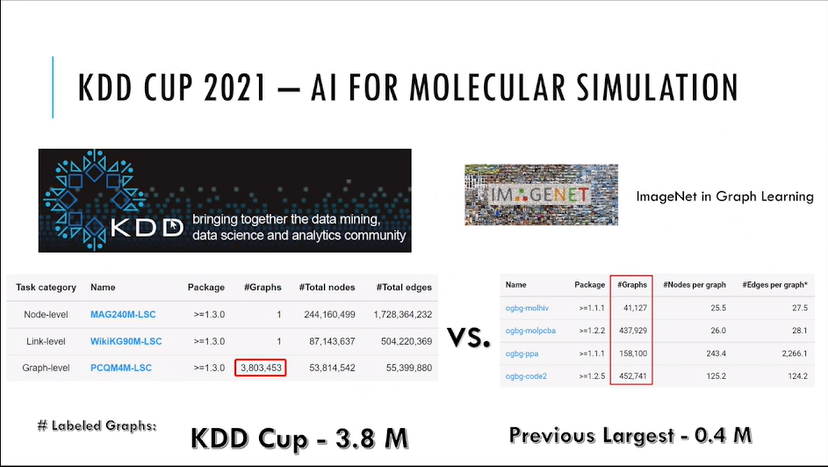 KDD CUP 2021 – AI FOR MOLECULAR SIMULATION
KDD
bringing together the data mining,
data science and analytics community
IMAGENET
ImageNet in Graph Learning
Task category Name Package #Graphs #Total nodes #Total edges
Node-level MAG240M-LSC >=1.3.0 1 244,160,499 1,728,364,232
Link-level WikiKG90M-LSC >=1.3.0 1 87,143,637 504,220,369
Graph-level PCQM4M-LSC >=1.3.0 3,803,453 53,814,542 55,399,880
vs.
Name Package #Graphs #Nodes per graph #Edges per graph*
ogbg-molhiv >=1.1.1 41,127 25.5 27.5
ogbg-molpcba >=1.2.2 437,929 26.0 28.1
ogbg-ppa >=1.1.1 158,100 243.4 2,266.1
ogbg-code2 >=1.2.5 452,741 125.2 124.2
# Labeled Graphs:
KDD Cup - 3.8 M
Previous Largest - 0.4 M